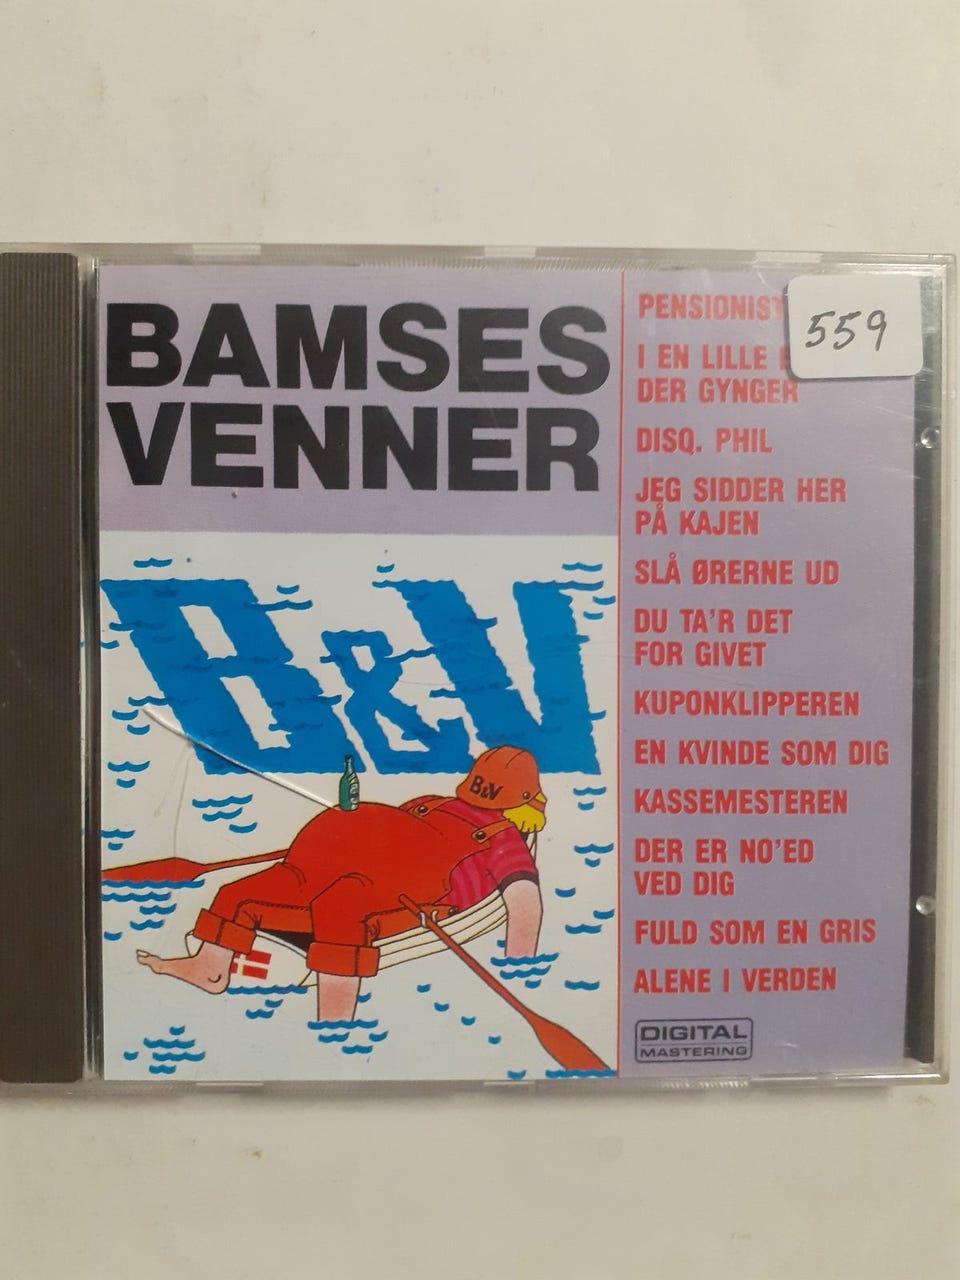 BAMSES
VENNER
B&V
B&V
559
PENSIONIST
I EN LILLE
DER GYNGER
DISQ. PHIL
JEG SIDDER HER
PÅ KAJEN
SLÅ ØRERNE UD
DU TA'R DET
FOR GIVET
KUPONKLIPPEREN
EN KVINDE SOM DIG
KASSEMESTEREN
DER ER NO'ED
VED DIG
FULD SOM EN GRIS
ALENE I VERDEN
DIGITAL
MASTERING